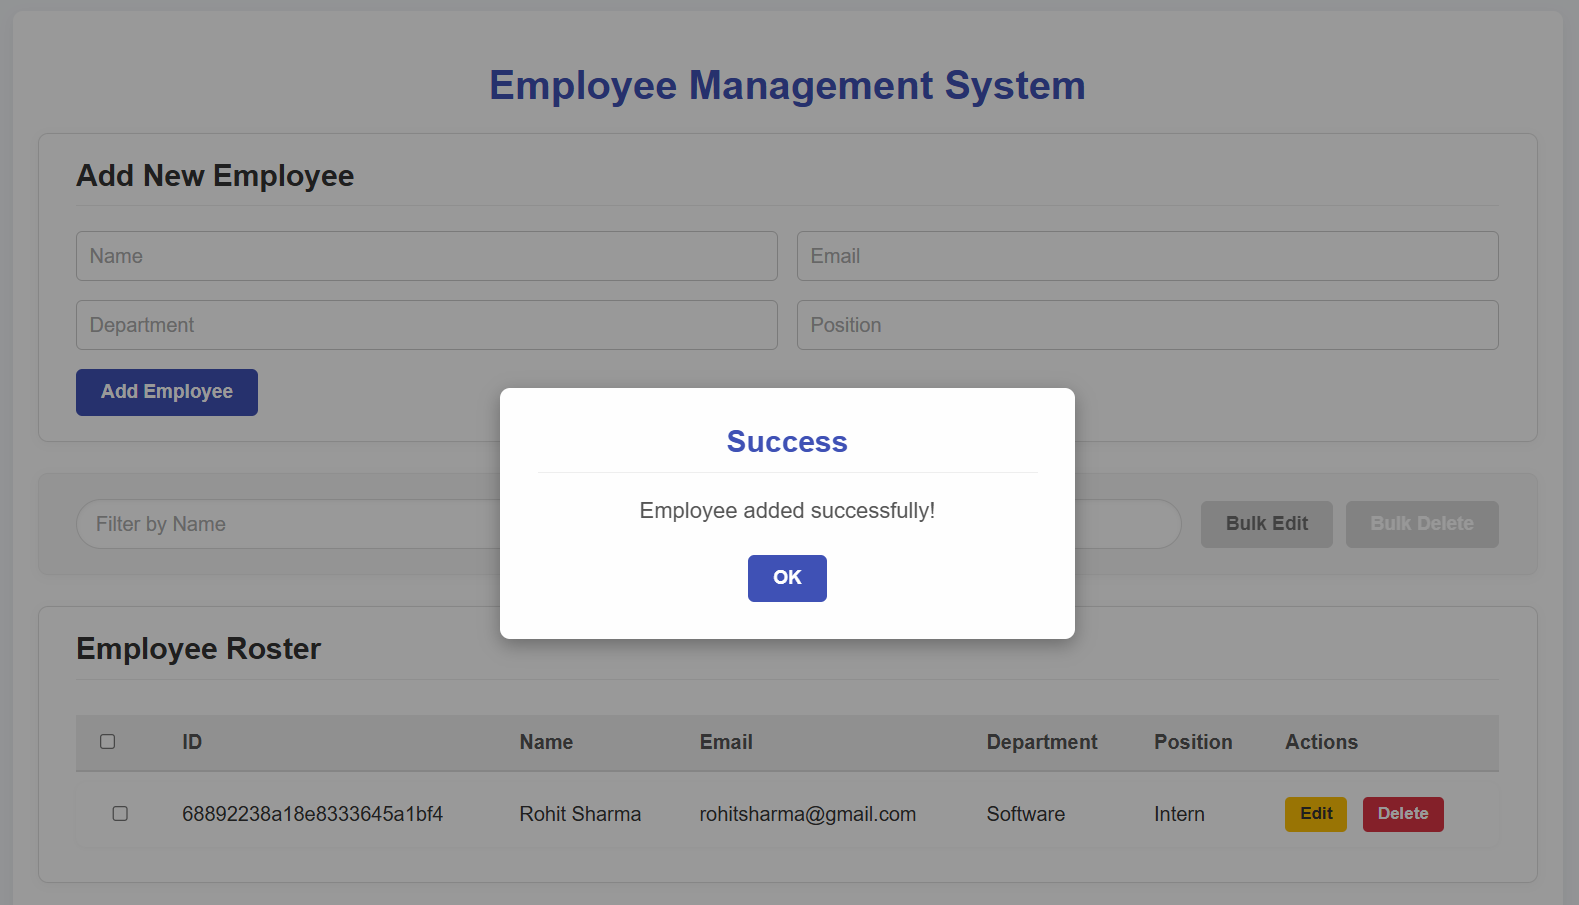 Employee Management System
Add New Employee
Name Email
Department Position
Add Employee
Success
Employee added successfully!
OK
Filter by Name Bulk Edit Bulk Delete
Employee Roster
ID Name Email Department Position Actions
68892238a18e8333645a1bf4 Rohit Sharma rohitsharma@gmail.com Software Intern Edit Delete